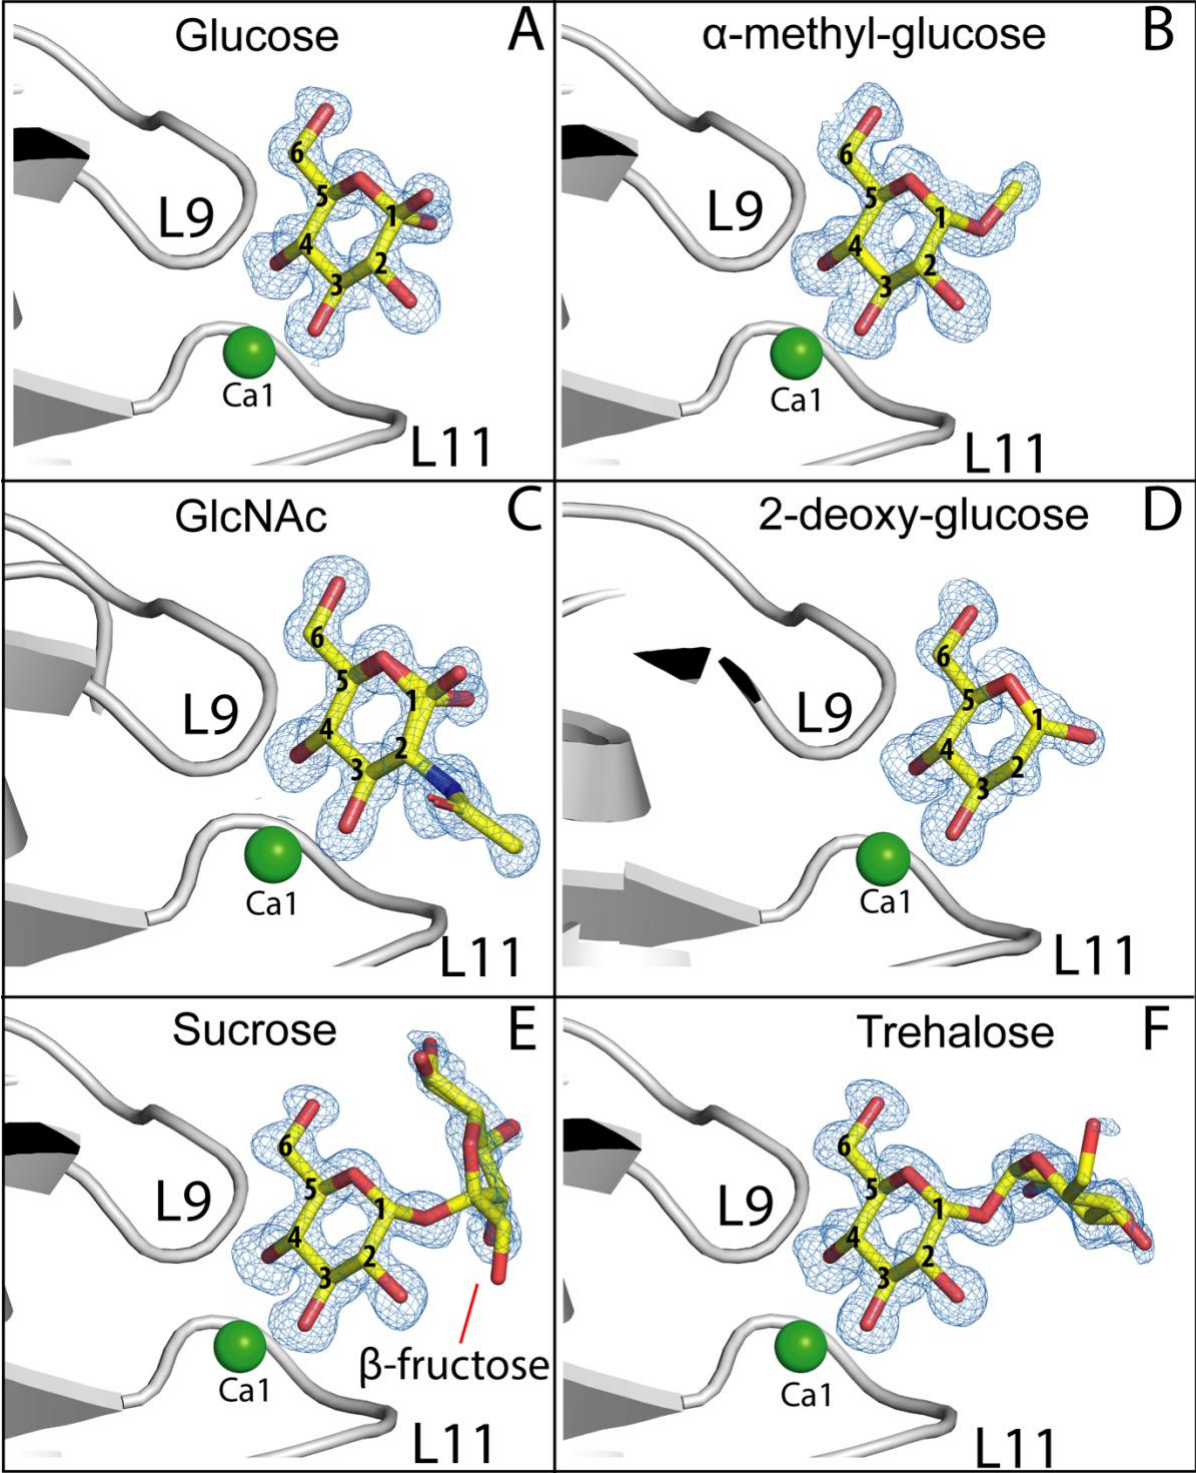 Glucose A
6
5
1
4
2
3
L9
Ca1
L11
α-methyl-glucose B
6
5
1
4
2
3
L9
Ca1
L11
GlcNAc C
6
5
1
4
2
3
L9
Ca1
L11
2-deoxy-glucose D
6
5
1
4
2
3
L9
Ca1
L11
Sucrose E
6
5
1
4
2
3
L9
β-fructose
Ca1
L11
Trehalose F
6
5
1
4
2
3
L9
Ca1
L11